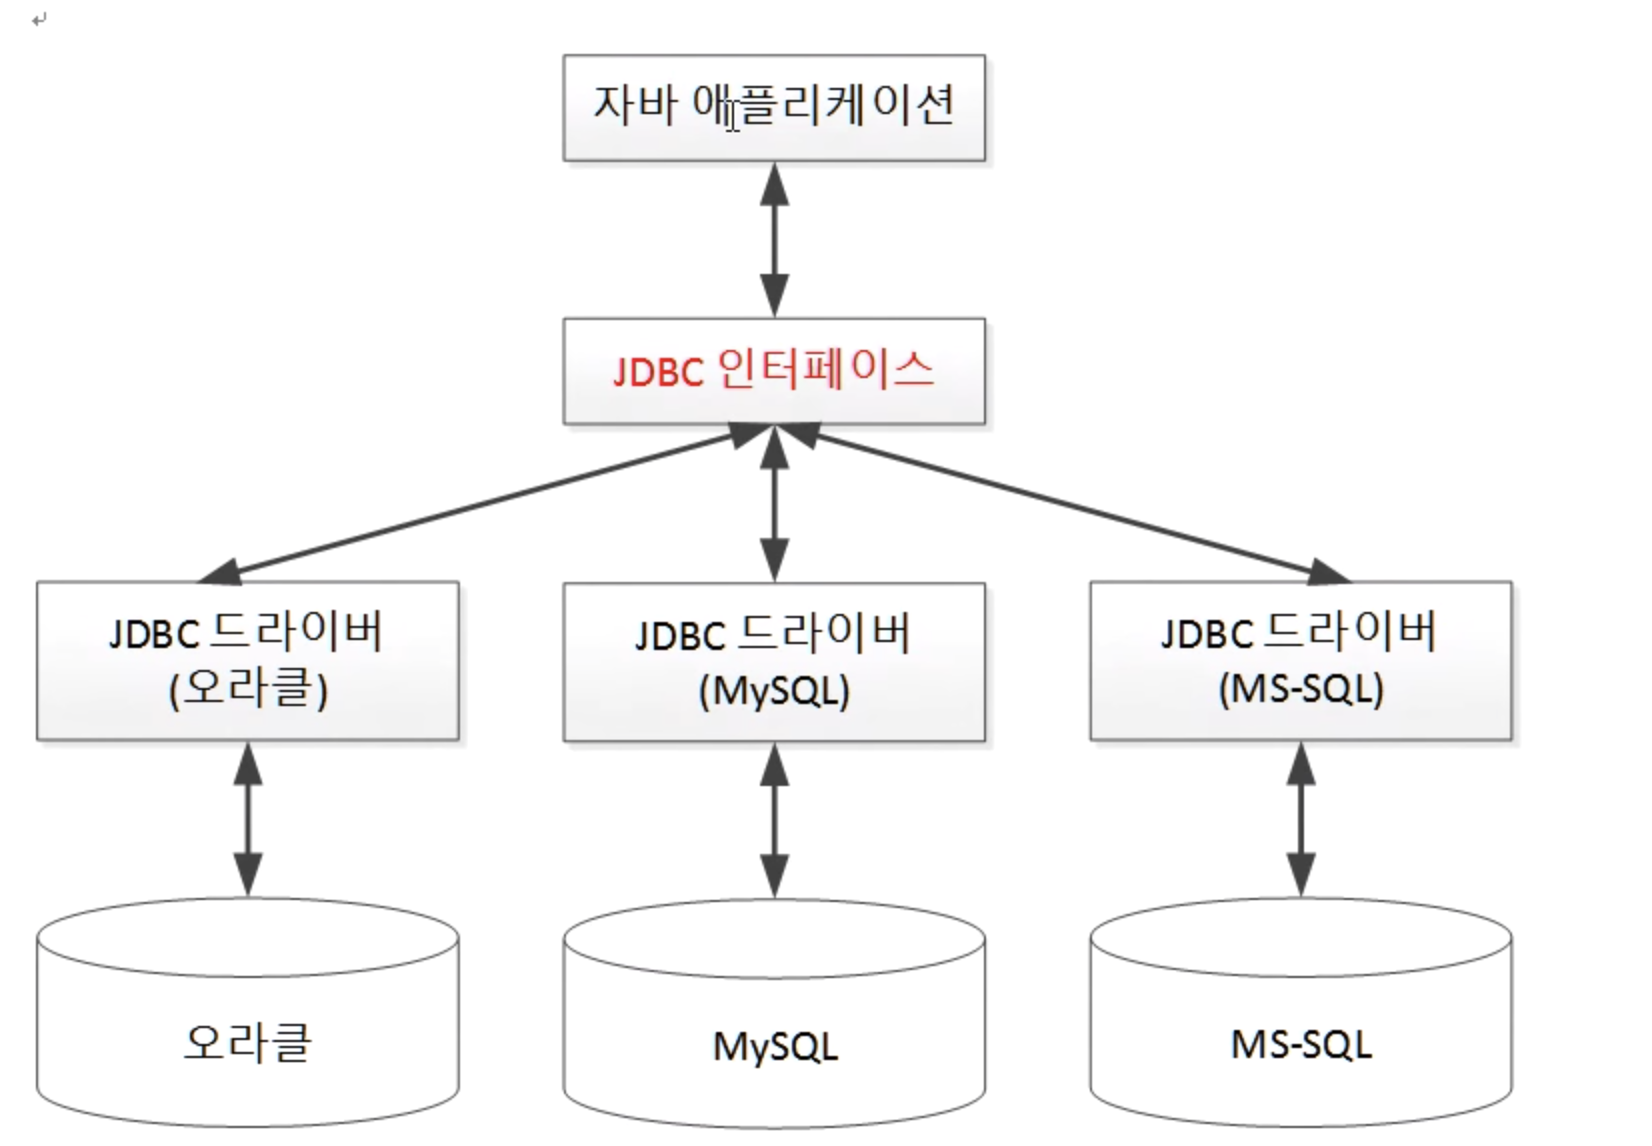 자바 애플리케이션
JDBC 인터페이스
JDBC 드라이버
(오라클)
JDBC 드라이버
(MySQL)
JDBC 드라이버
(MS-SQL)
오라클
MySQL
MS-SQL